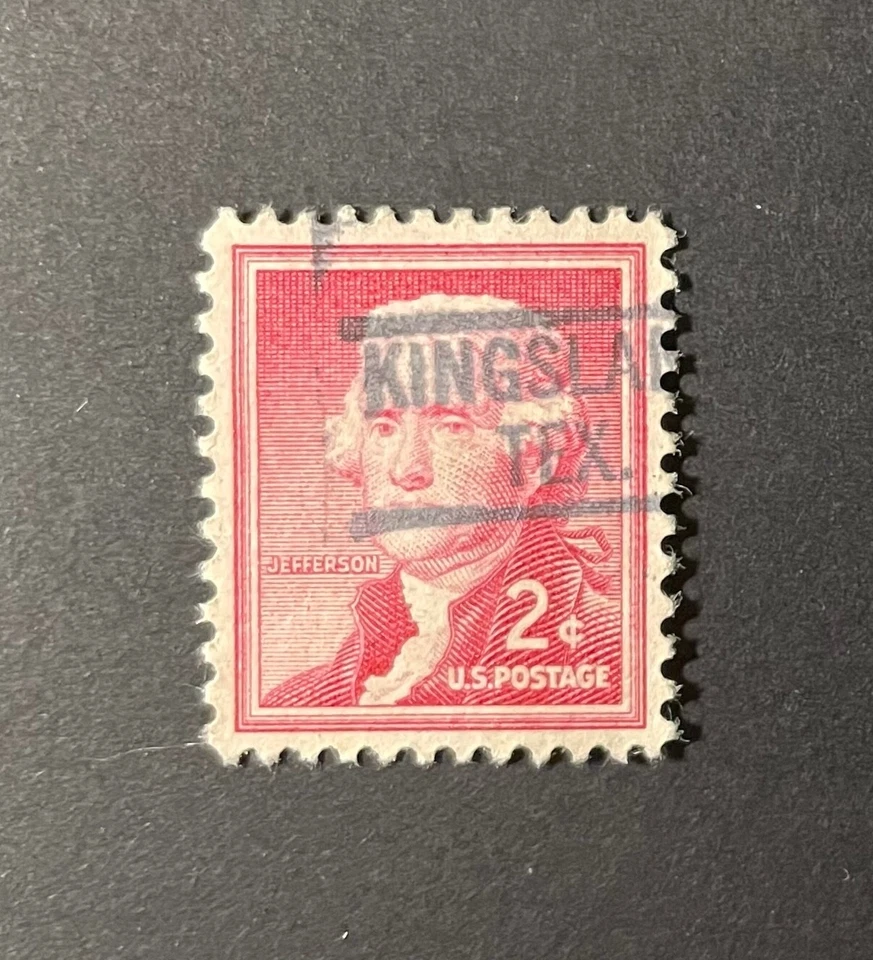 KINGSLA
TEX.
JEFFERSON
2¢
U.S.POSTAGE